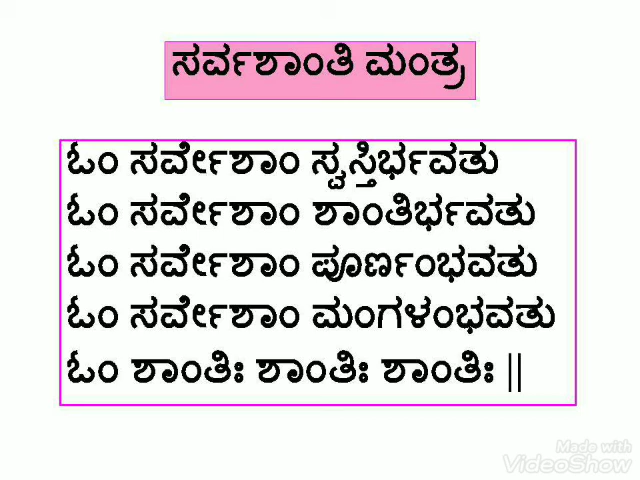 ಸರ್ವಶಾಂತಿ ಮಂತ್ರ
ಓಂ ಸರ್ವೇಶಾಂ ಸ್ವಸ್ತಿರ್ಭವತು
ಓಂ ಸರ್ವೇಶಾಂ ಶಾಂತಿರ್ಭವತು
ಓಂ ಸರ್ವೇಶಾಂ ಪೂರ್ಣಂಭವತು
ಓಂ ಸರ್ವೇಶಾಂ ಮಂಗಳಂಭವತು
ಓಂ ಶಾಂತಿಃ ಶಾಂತಿಃ ಶಾಂತಿಃ ||
Made with
VideoShow